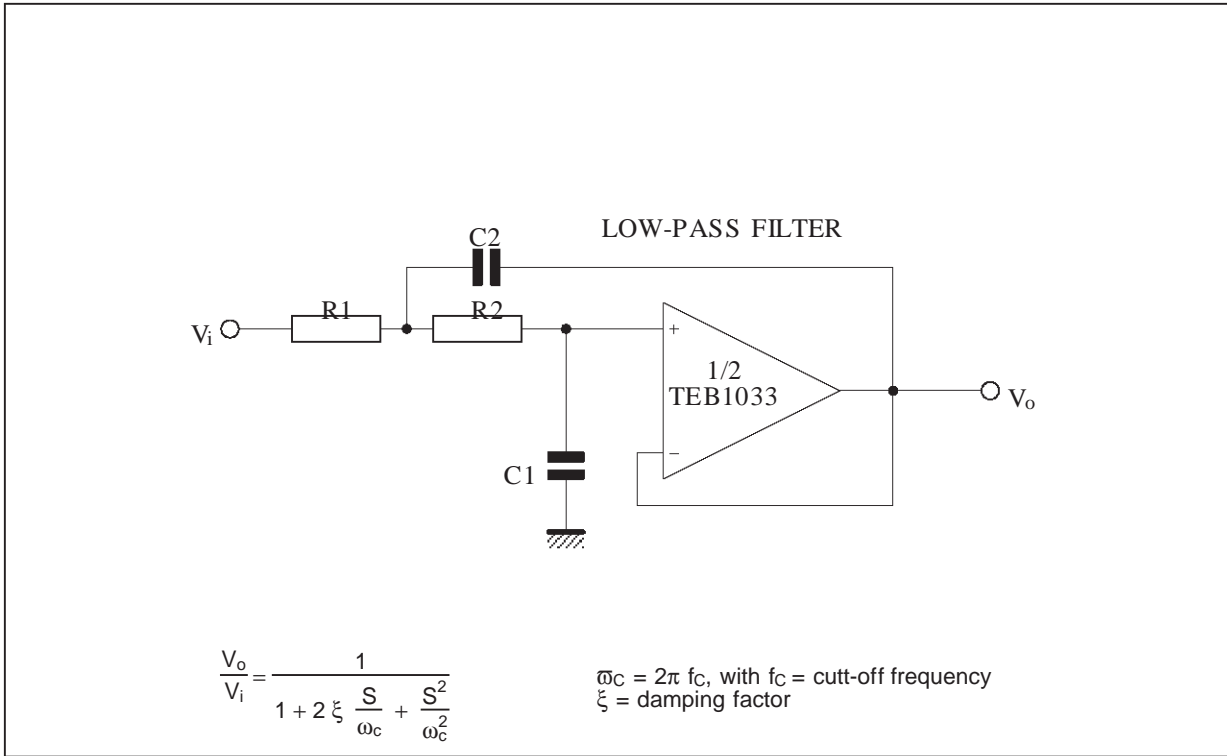 LOW-PASS FILTER
C2
R1
R2
Vi
+
1/2
TEB1033
−
Vo
C1
Vo
Vi
=
1
1 + 2 ξ S/ωc + S²/ωc²
ϖC = 2π fC, with fC = cutt-off frequency
ξ = damping factor